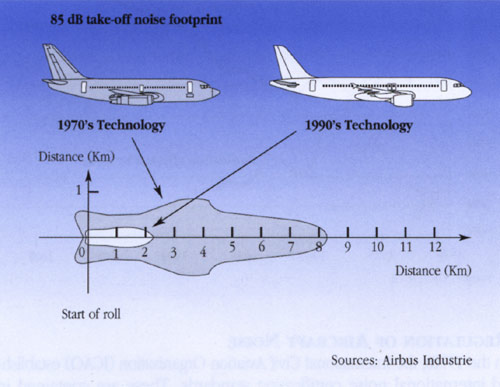 85 dB take-off noise footprint
1970's Technology
1990's Technology
Distance (Km)
1
0 1 2 3 4 5 6 7 8 9 10 11 12
Distance (Km)
Start of roll
Sources: Airbus Industrie